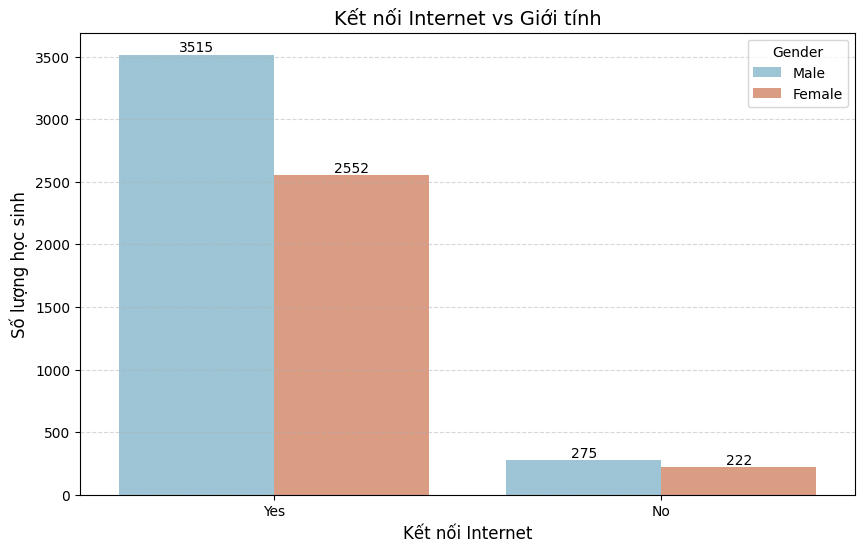 Kết nối Internet vs Giới tính
Số lượng học sinh
3500
3000
2500
2000
1500
1000
500
0
3515
2552
275
222
Gender
Male
Female
Yes
No
Kết nối Internet